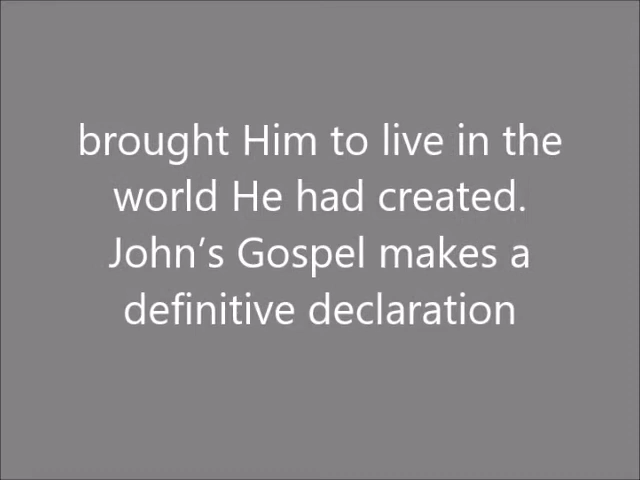 brought Him to live in the
world He had created.
John’s Gospel makes a
definitive declaration